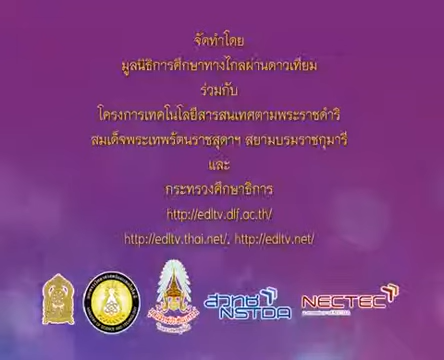 จัดทำโดย
มูลนิธิการศึกษาทางไกลผ่านดาวเทียม
ร่วมกับ
โครงการเทคโนโลยีสารสนเทศตามพระราชดำริ
สมเด็จพระเทพรัตนราชสุดาฯ สยามบรมราชกุมารี
และ
กระทรวงศึกษาธิการ
http://edltv.dlf.ac.th/
http://edltv.thai.net/, http://edltv.net/
สวทช NECTEC
NSTDA